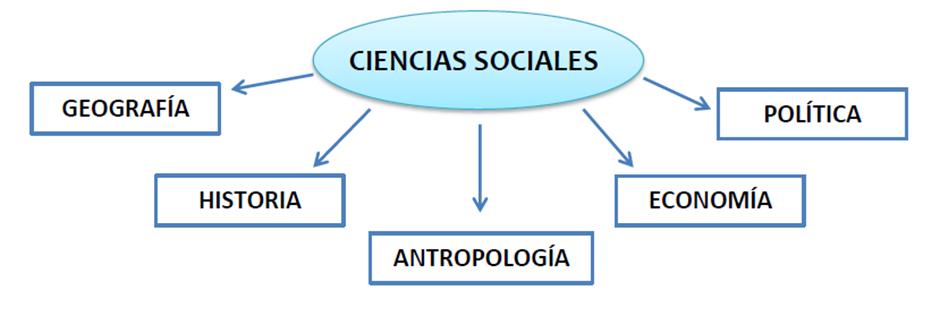 CIENCIAS SOCIALES
GEOGRAFÍA
POLÍTICA
HISTORIA
ECONOMÍA
ANTROPOLOGÍA